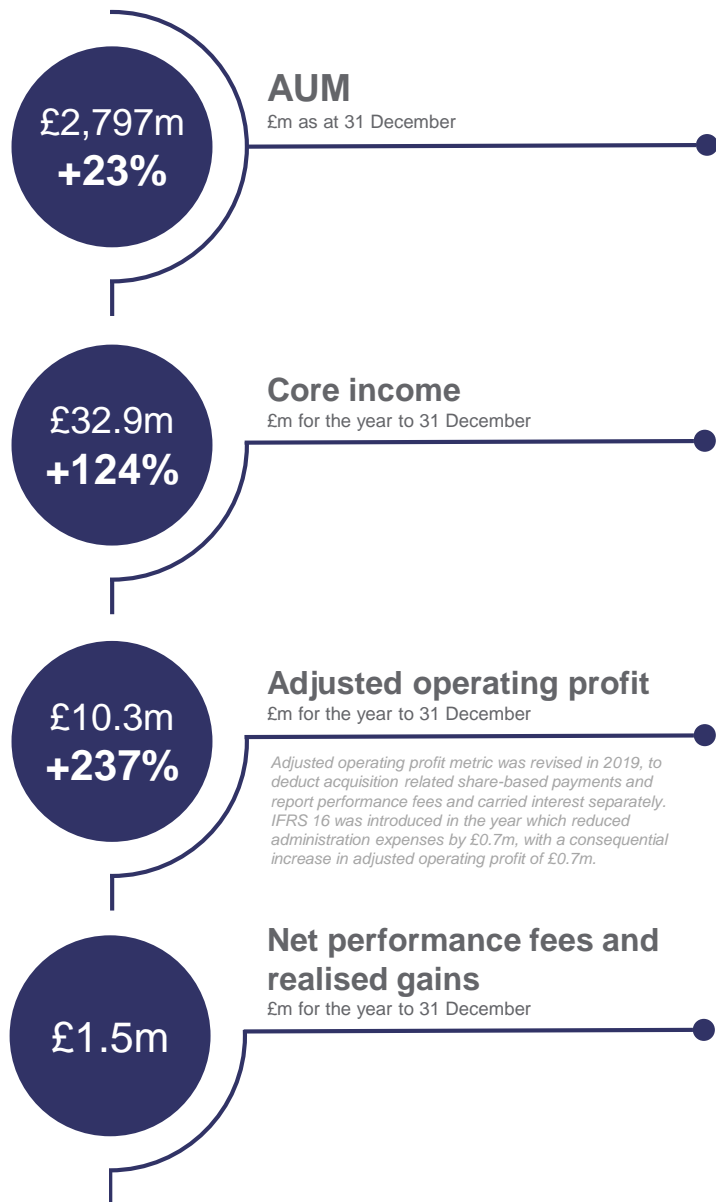 £2,797m
+23%
AUM
£m as at 31 December
£32.9m
+124%
Core income
£m for the year to 31 December
£10.3m
+237%
Adjusted operating profit
£m for the year to 31 December
Adjusted operating profit metric was revised in 2019, to
deduct acquisition related share-based payments and
report performance fees and carried interest separately.
IFRS 16 was introduced in the year which reduced
administration expenses by £0.7m, with a consequential
increase in adjusted operating profit of £0.7m.
£1.5m
Net performance fees and
realised gains
£m for the year to 31 December